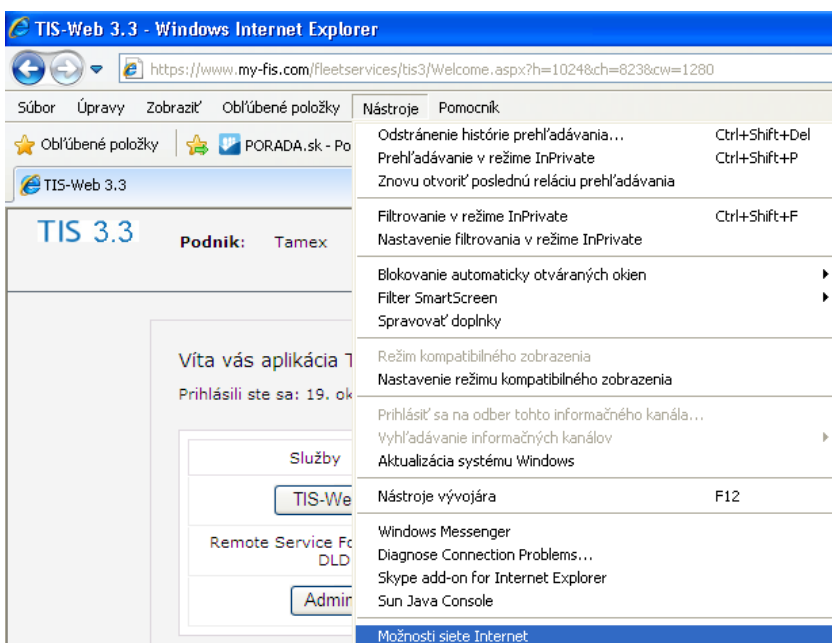 TIS-Web 3.3 - Windows Internet Explorer
https://www.my-fis.com/fleetservices/tis3/Welcome.aspx?h=1024&ch=823&cw=1280
Súbor Úpravy Zobraziť Obľúbené položky Nástroje Pomocník
Obľúbené položky PORADA.sk - Po
TIS-Web 3.3
TIS 3.3
Podnik: Tamex
Víta vás aplikácia T
Prihlásili ste sa: 19. ok
Služby
TIS-We
Remote Service Fo
DLD
Admin
Odstránenie histórie prehľadávania... Ctrl+Shift+Del
Prehľadávanie v režime InPrivate Ctrl+Shift+P
Znovu otvoriť poslednú reláciu prehľadávania
Filtrovanie v režime InPrivate Ctrl+Shift+F
Nastavenie filtrovania v režime InPrivate
Blokovanie automaticky otváraných okien
Filter SmartScreen
Spravovať doplnky
Režim kompatibilného zobrazenia
Nastavenie režimu kompatibilného zobrazenia
Prihlásiť sa na odber tohto informačného kanála...
Vyhľadávanie informačných kanálov
Aktualizácia systému Windows
Nástroje vývojára F12
Windows Messenger
Diagnose Connection Problems...
Skype add-on for Internet Explorer
Sun Java Console
Možnosti siete Internet